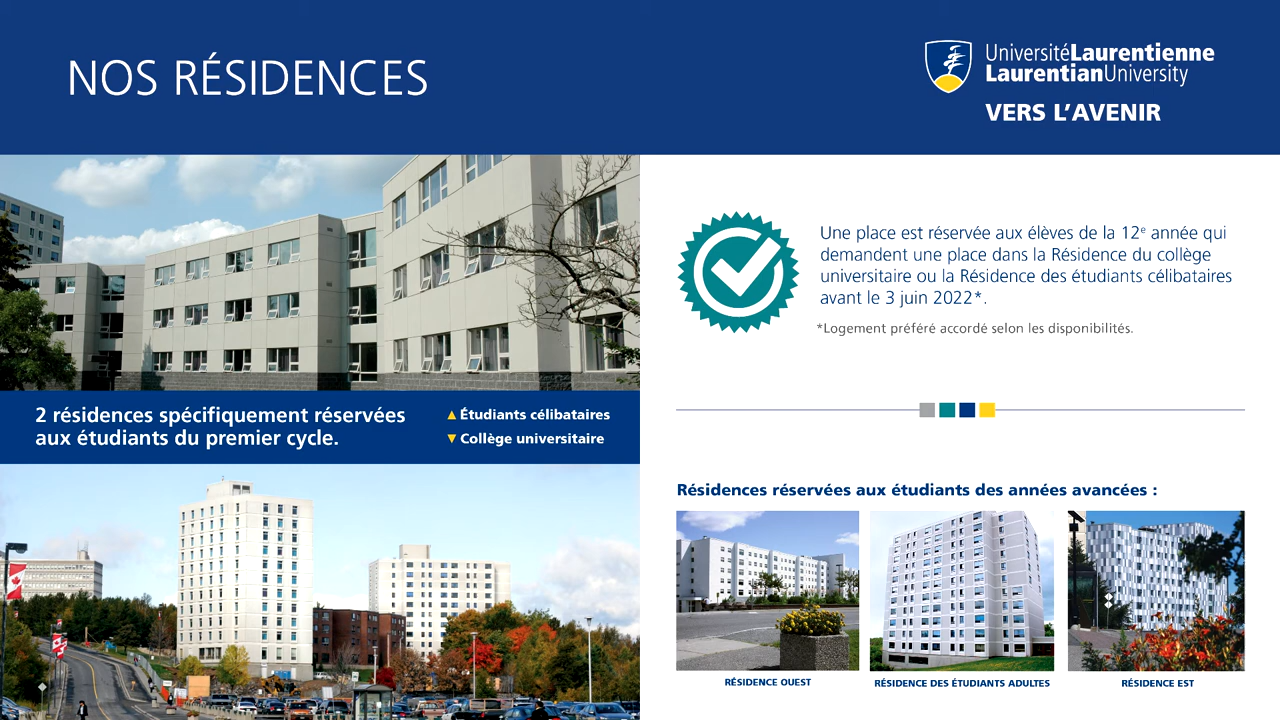 NOS RÉSIDENCES
UniversitéLaurentienne
LaurentianUniversity
VERS L’AVENIR
Une place est réservée aux élèves de la 12e année qui
demandent une place dans la Résidence du collège
universitaire ou la Résidence des étudiants célibataires
avant le 3 juin 2022*.
*Logement préféré accordé selon les disponibilités.
2 résidences spécifiquement réservées
aux étudiants du premier cycle.
▲ Étudiants célibataires
▼ Collège universitaire
Résidences réservées aux étudiants des années avancées :
RÉSIDENCE OUEST
RÉSIDENCE DES ÉTUDIANTS ADULTES
RÉSIDENCE EST